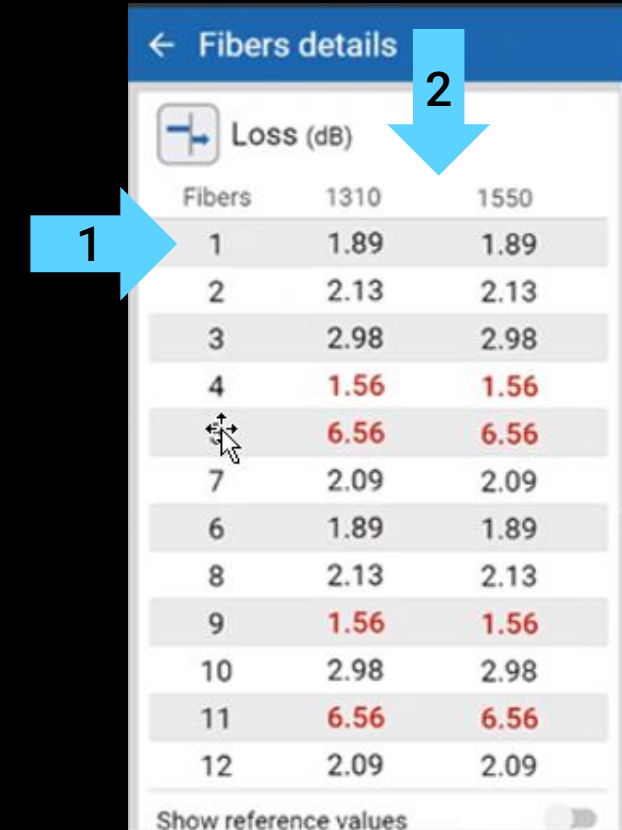 ← Fibers details
2
Loss (dB)
Fibers 1310 1550
1
1 1.89 1.89
2 2.13 2.13
3 2.98 2.98
4 1.56 1.56
6.56 6.56
7 2.09 2.09
6 1.89 1.89
8 2.13 2.13
9 1.56 1.56
10 2.98 2.98
11 6.56 6.56
12 2.09 2.09
Show reference values